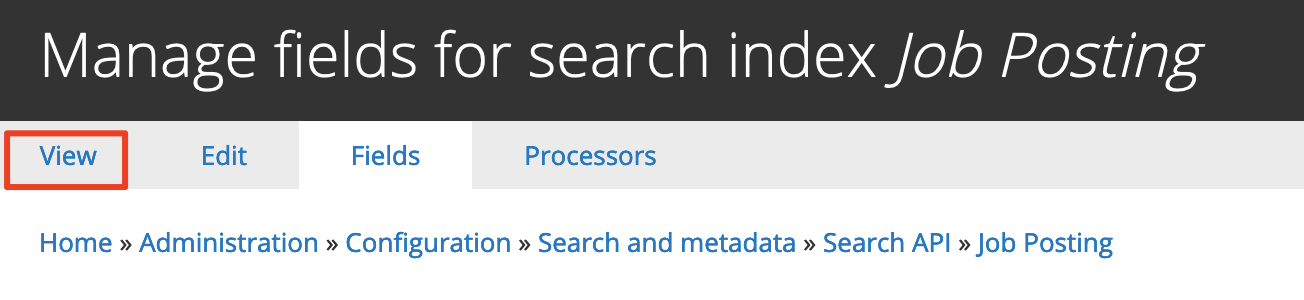 Manage fields for search index Job Posting
View Edit Fields Processors
Home » Administration » Configuration » Search and metadata » Search API » Job Posting